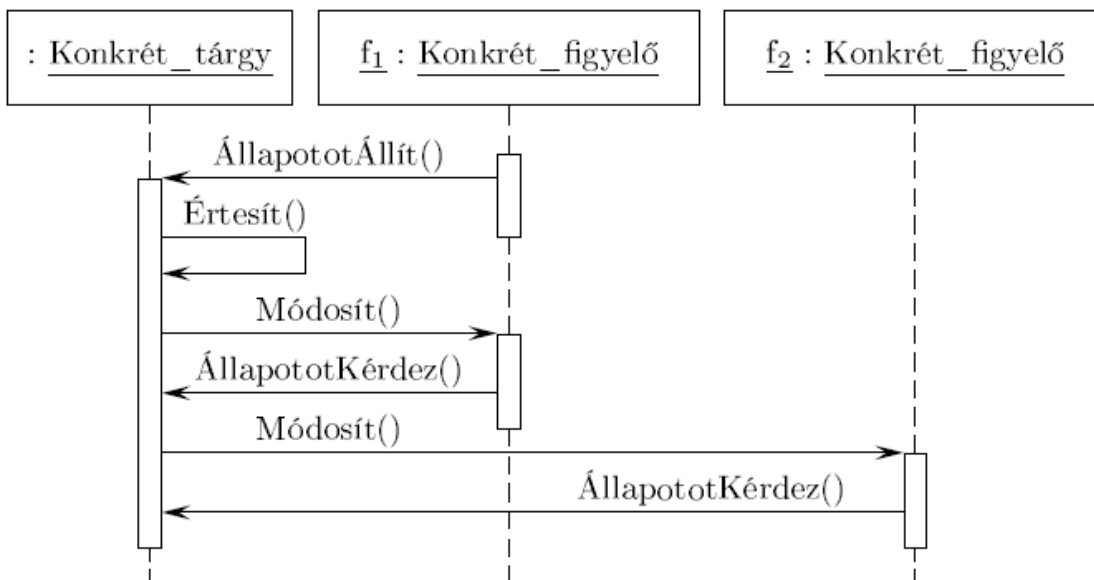 : Konkrét_tárgy
f₁ : Konkrét_figyelő
f₂ : Konkrét_figyelő
ÁllapototÁllít()
Értesít()
Módosít()
ÁllapototKérdez()
Módosít()
ÁllapototKérdez()